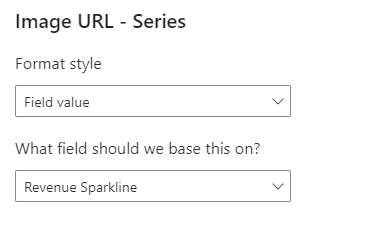 Image URL - Series
Format style
Field value
What field should we base this on?
Revenue Sparkline